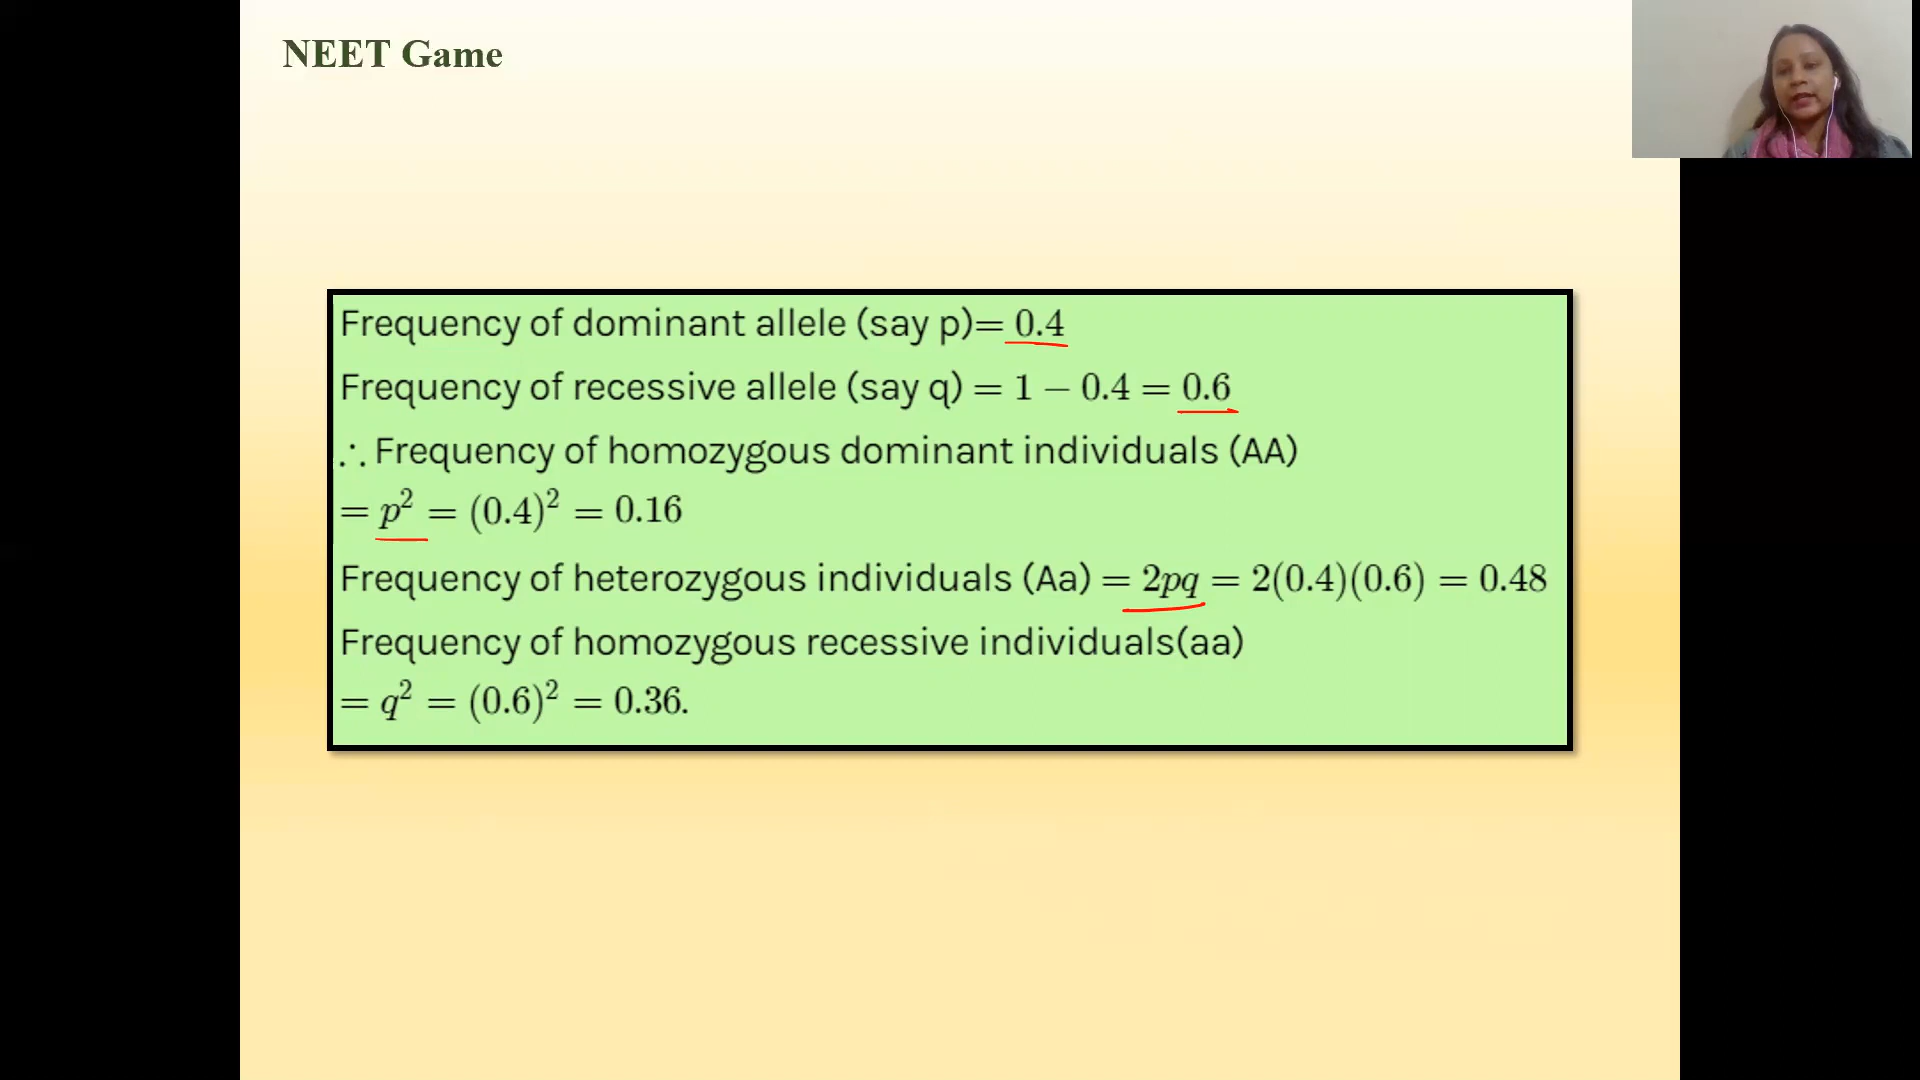 NEET Game
Frequency of dominant allele (say p)= 0.4
Frequency of recessive allele (say q) = 1 − 0.4 = 0.6
∴ Frequency of homozygous dominant individuals (AA)
= p² = (0.4)² = 0.16
Frequency of heterozygous individuals (Aa) = 2pq = 2(0.4)(0.6) = 0.48
Frequency of homozygous recessive individuals(aa)
= q² = (0.6)² = 0.36.